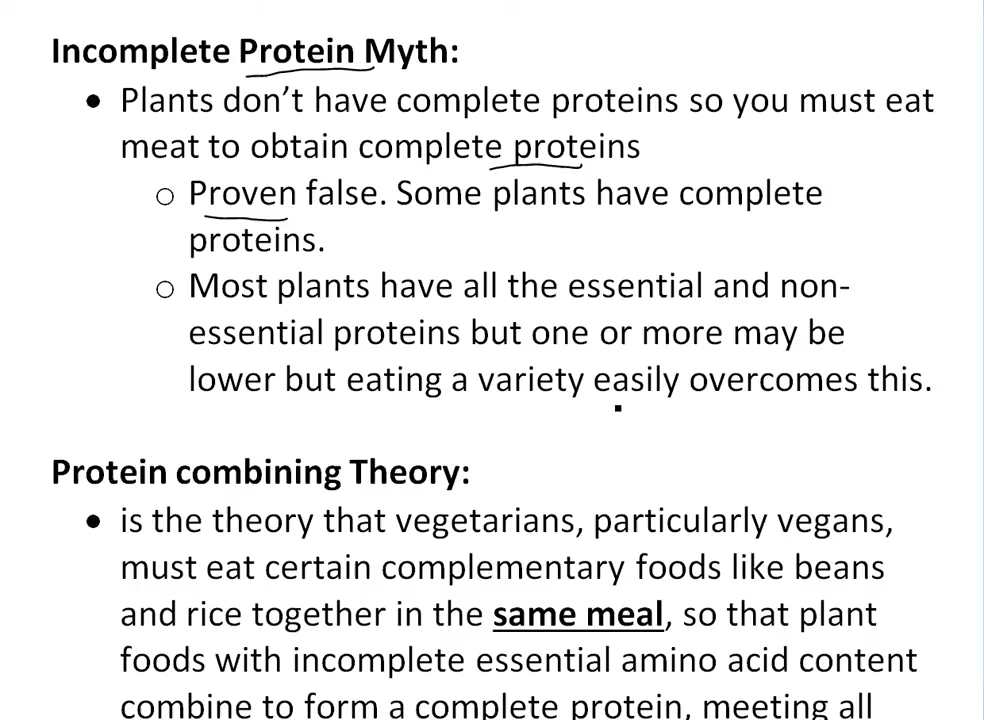 Incomplete Protein Myth:
• Plants don't have complete proteins so you must eat
meat to obtain complete proteins
o Proven false. Some plants have complete
proteins.
o Most plants have all the essential and non-
essential proteins but one or more may be
lower but eating a variety easily overcomes this.
Protein combining Theory:
• is the theory that vegetarians, particularly vegans,
must eat certain complementary foods like beans
and rice together in the same meal, so that plant
foods with incomplete essential amino acid content
combine to form a complete protein, meeting all